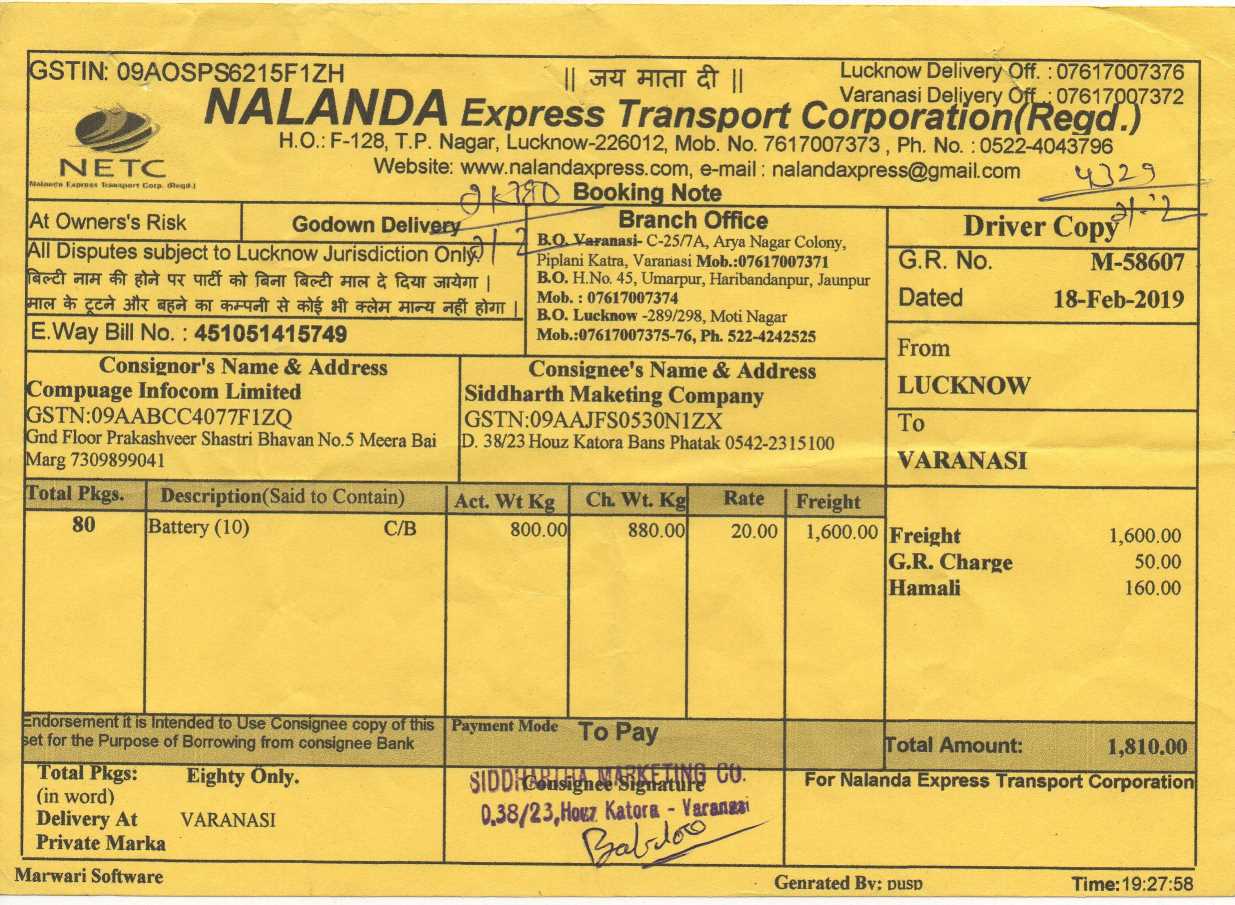 GSTIN: 09AOSPS6215F1ZH
|| जय माता दी ||
Lucknow Delivery Off. : 07617007376
Varanasi Delivery Off. : 07617007372
NALANDA Express Transport Corporation(Regd.)
NETC
Nalanda Express Transport Corp. (Regd.)
H.O.: F-128, T.P. Nagar, Lucknow-226012, Mob. No. 7617007373 , Ph. No. : 0522-4043796
Website: www.nalandaxpress.com, e-mail : nalandaxpress@gmail.com
Booking Note
4329
21-2
21-2
At Owners's Risk
Godown Delivery
All Disputes subject to Lucknow Jurisdiction Only.
बिल्टी नाम की होने पर पार्टी को बिना बिल्टी माल दे दिया जायेगा |
माल के टूटने और बहने का कम्पनी से कोई भी क्लेम मान्य नहीं होगा |
E.Way Bill No. : 451051415749
Branch Office
B.O. Varanasi- C-25/7A, Arya Nagar Colony,
Piplani Katra, Varanasi Mob.:07617007371
B.O. H.No. 45, Umarpur, Haribandanpur, Jaunpur
Mob. : 07617007374
B.O. Lucknow -289/298, Moti Nagar
Mob.:07617007375-76, Ph. 522-4242525
Driver Copy
G.R. No. M-58607
Dated 18-Feb-2019
From
LUCKNOW
To
VARANASI
Consignor's Name & Address
Compuage Infocom Limited
GSTN:09AABCC4077F1ZQ
Gnd Floor Prakashveer Shastri Bhavan No.5 Meera Bai
Marg 7309899041
Consignee's Name & Address
Siddharth Maketing Company
GSTN:09AAJFS0530N1ZX
D. 38/23 Houz Katora Bans Phatak 0542-2315100
Total Pkgs. Description(Said to Contain) Act. Wt Kg Ch. Wt. Kg Rate Freight
80 Battery (10) C/B 800.00 880.00 20.00 1,600.00
Freight 1,600.00
G.R. Charge 50.00
Hamali 160.00
Endorsement it is Intended to Use Consignee copy of this
set for the Purpose of Borrowing from consignee Bank
Payment Mode To Pay
Total Amount: 1,810.00
Total Pkgs: Eighty Only.
(in word)
Delivery At VARANASI
Private Marka
SIDDHARTHA MARKETING CO.
Consignee Signature
D.38/23,Houz Katora - Varanasi
For Nalanda Express Transport Corporation
Marwari Software
Genrated By: pusp
Time:19:27:58